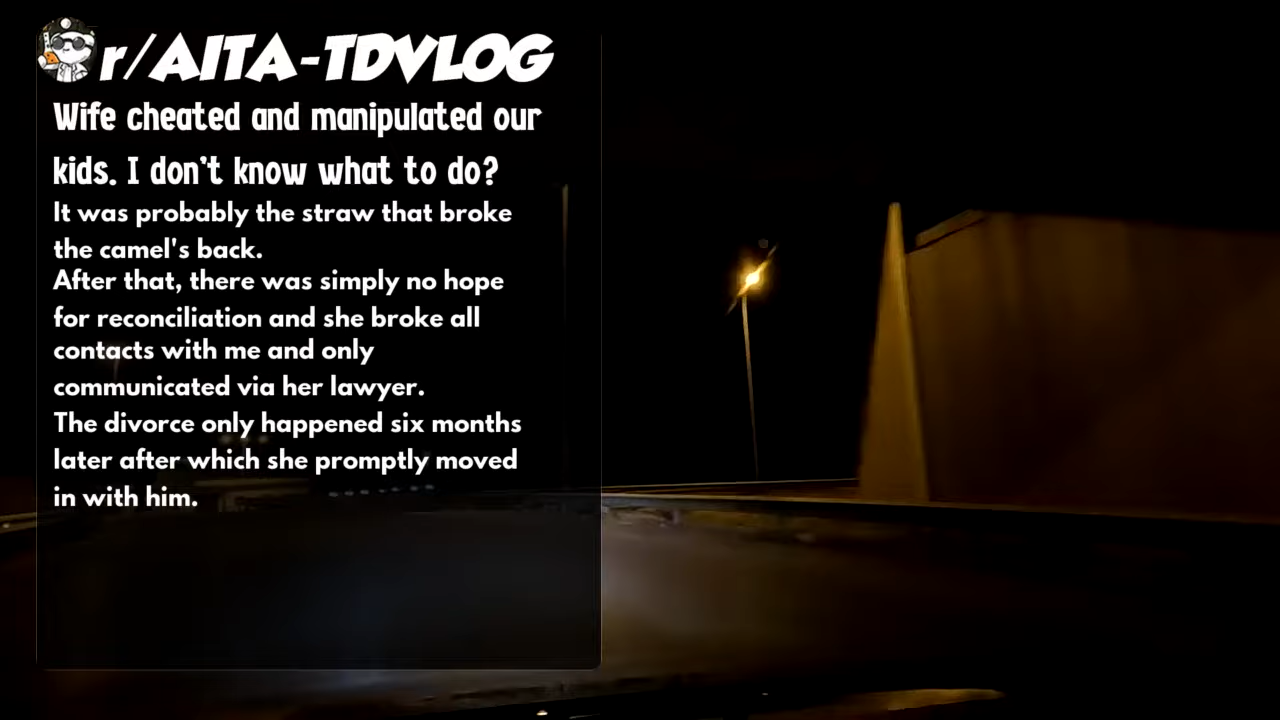 r/AITA-TDVLOG
Wife cheated and manipulated our
kids. I don't know what to do?
It was probably the straw that broke
the camel's back.
After that, there was simply no hope
for reconciliation and she broke all
contacts with me and only
communicated via her lawyer.
The divorce only happened six months
later after which she promptly moved
in with him.